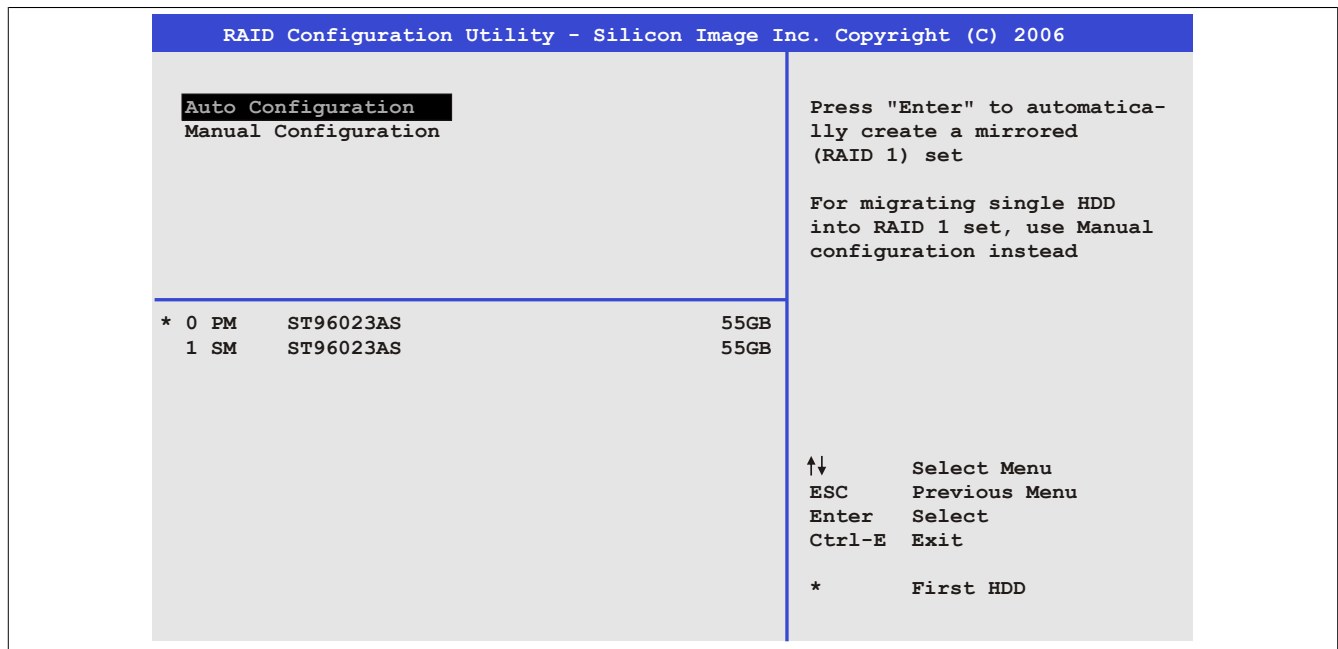 RAID Configuration Utility - Silicon Image Inc. Copyright (C) 2006
Auto Configuration
Manual Configuration
Press "Enter" to automatica-
lly create a mirrored
(RAID 1) set
For migrating single HDD
into RAID 1 set, use Manual
configuration instead
* 0 PM ST96023AS 55GB
1 SM ST96023AS 55GB
↑↓ Select Menu
ESC Previous Menu
Enter Select
Ctrl-E Exit
* First HDD